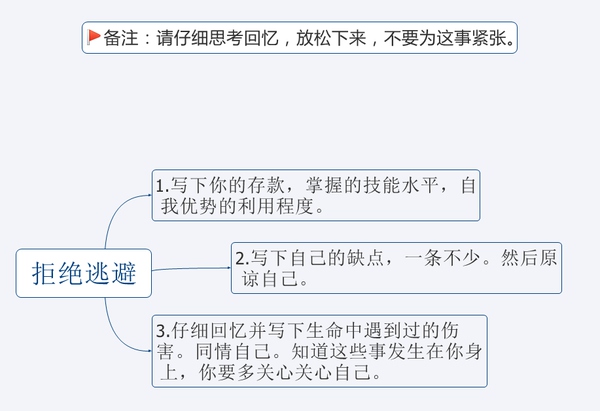 备注：请仔细思考回忆，放松下来，不要为这事紧张。
1.写下你的存款，掌握的技能水平，自
我优势的利用程度。
拒绝逃避
2.写下自己的缺点，一条不少。然后原
谅自己。
3.仔细回忆并写下生命中遇到过的伤
害。同情自己。知道这些事发生在你身
上，你要多关心关心自己。